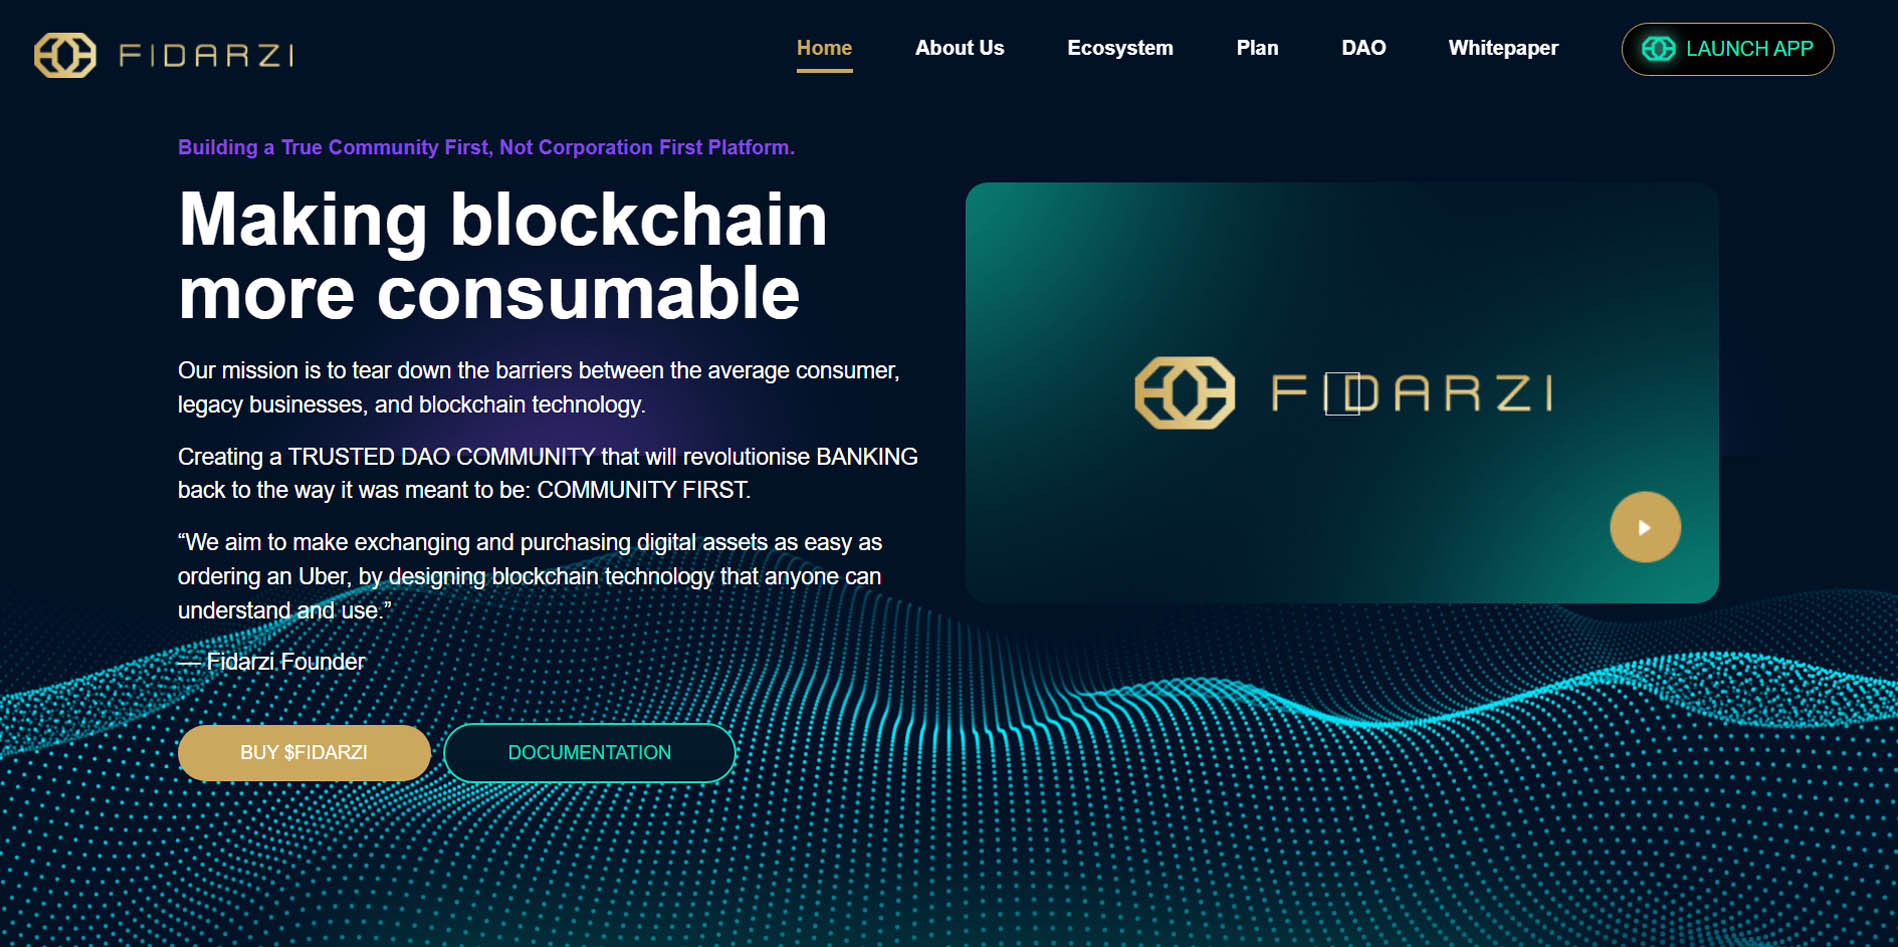 FIDARZI
Home
About Us
Ecosystem
Plan
DAO
Whitepaper
LAUNCH APP
Building a True Community First, Not Corporation First Platform.
Making blockchain
more consumable
Our mission is to tear down the barriers between the average consumer,
legacy businesses, and blockchain technology.
Creating a TRUSTED DAO COMMUNITY that will revolutionise BANKING
back to the way it was meant to be: COMMUNITY FIRST.
“We aim to make exchanging and purchasing digital assets as easy as
ordering an Uber, by designing blockchain technology that anyone can
understand and use.”
— Fidarzi Founder
BUY $FIDARZI
DOCUMENTATION
FIDARZI